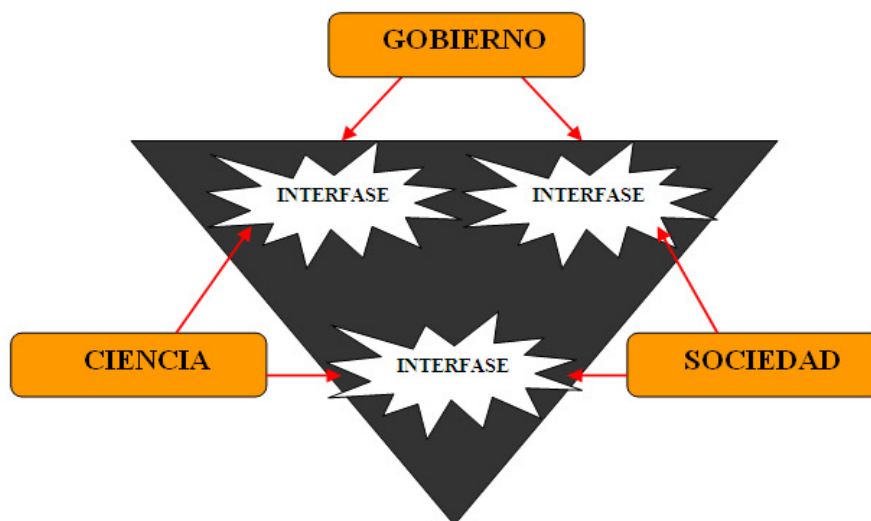 GOBIERNO
INTERFASE
INTERFASE
CIENCIA
INTERFASE
SOCIEDAD